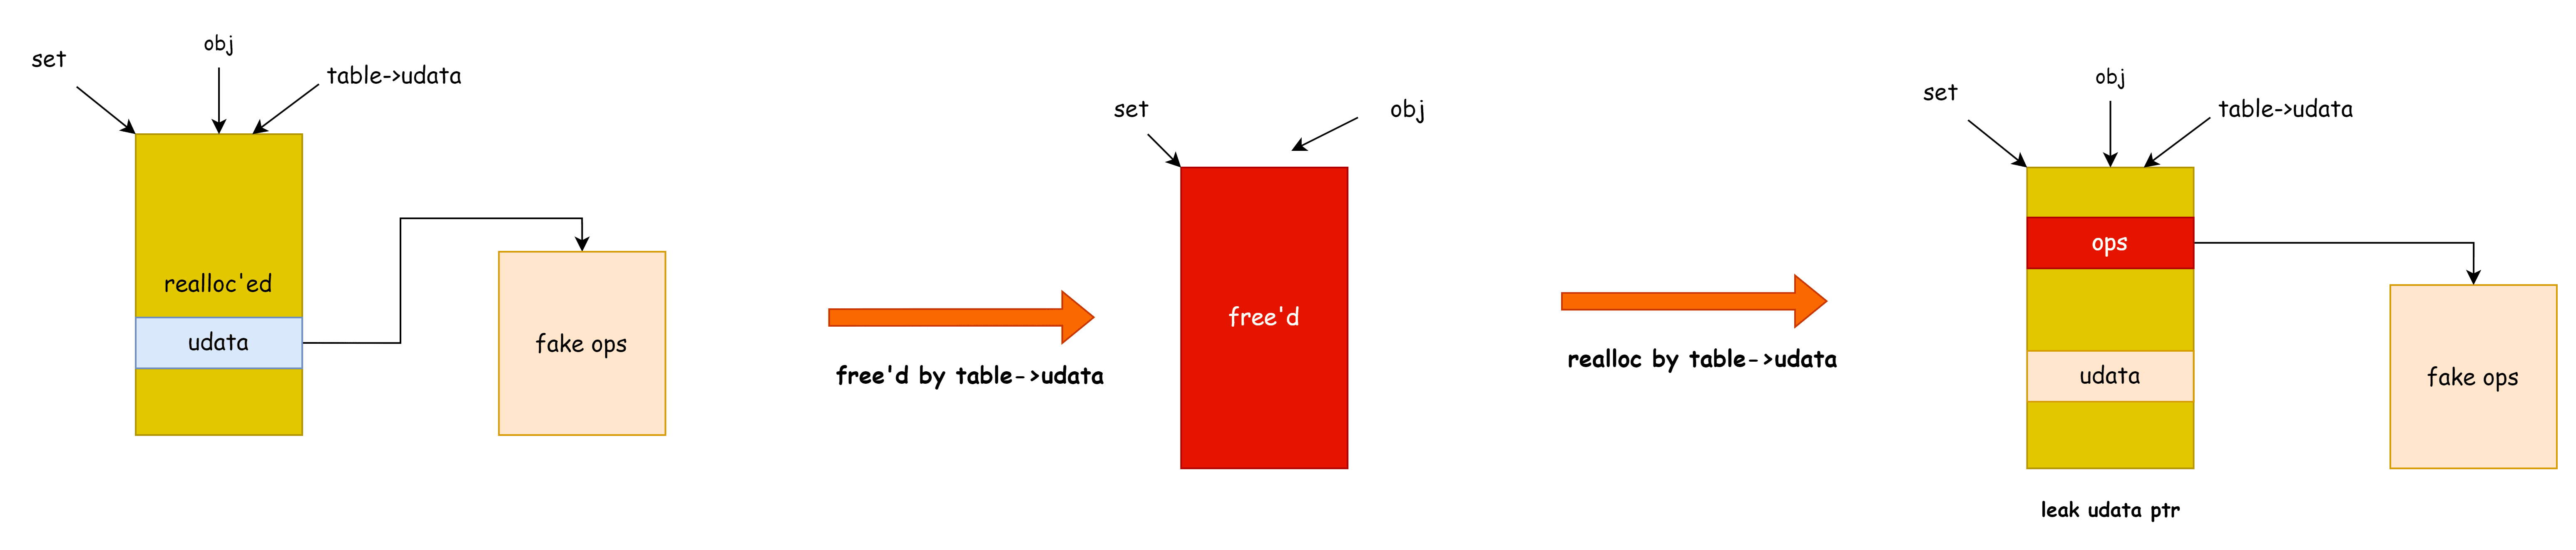 set
obj
table->udata
realloc'ed
udata
fake ops
free'd by table->udata
set
obj
free'd
realloc by table->udata
set
obj
table->udata
ops
udata
fake ops
leak udata ptr